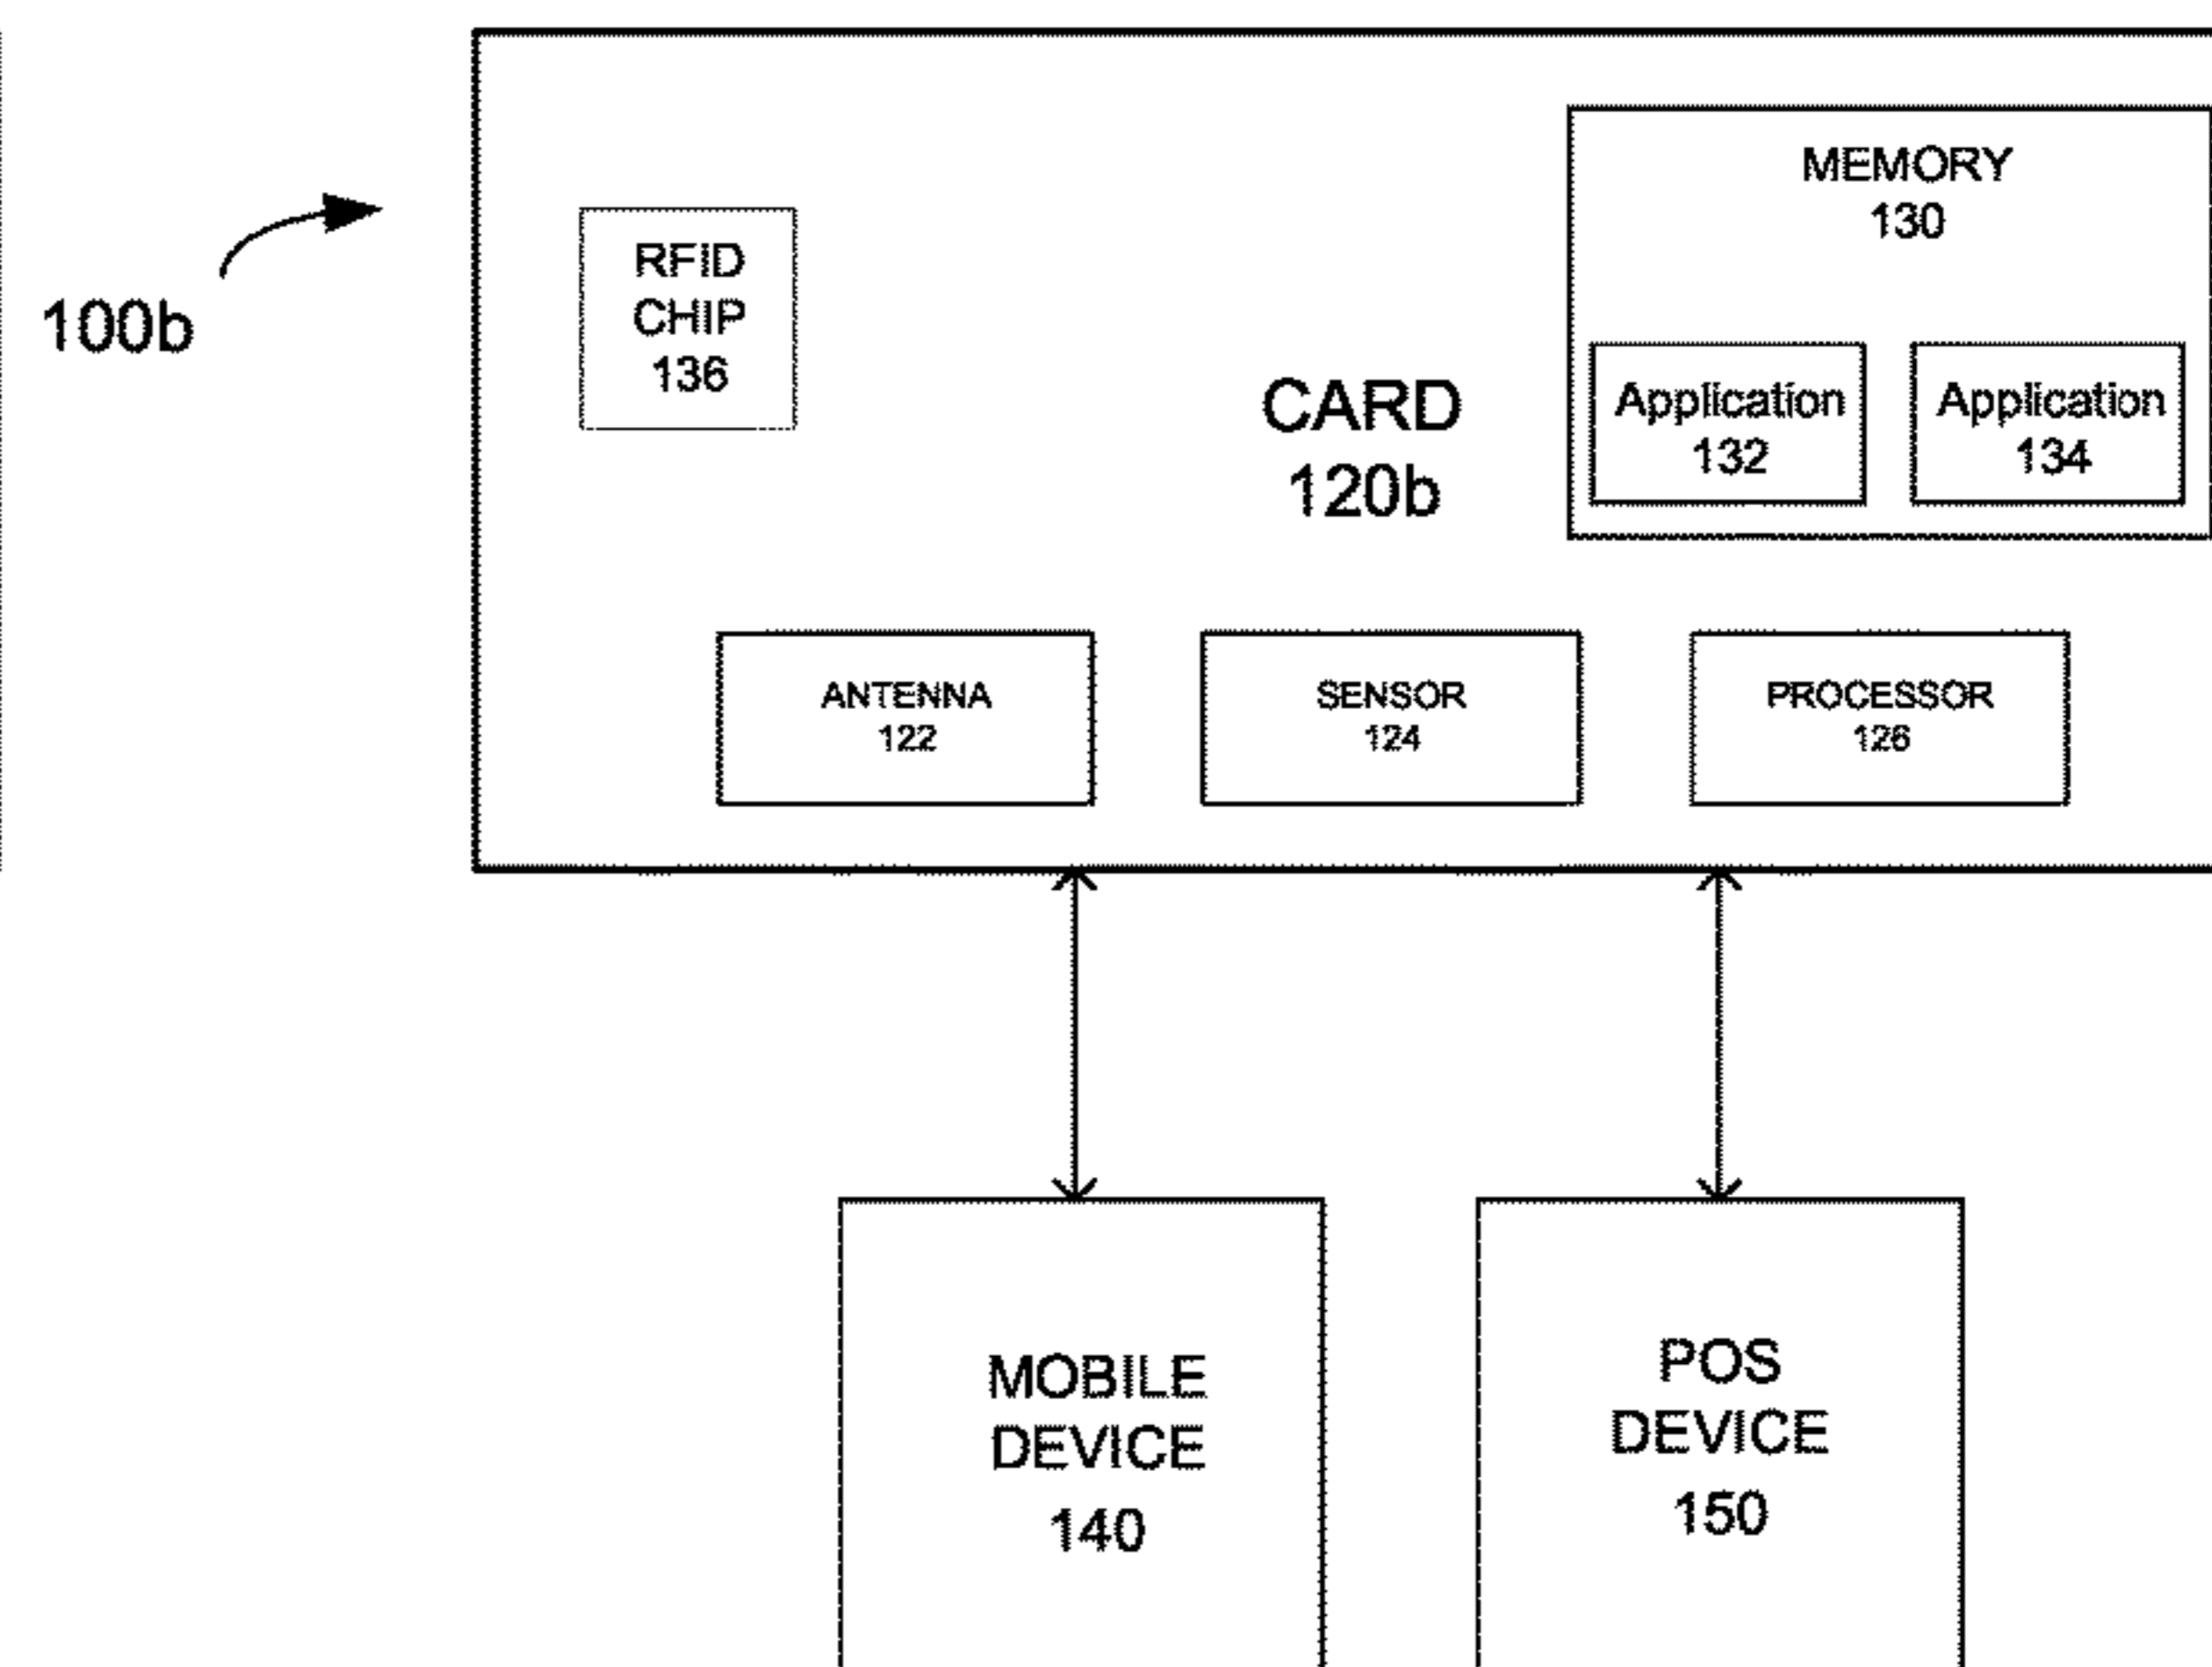 100b
RFID
CHIP
136
CARD
120b
MEMORY
130
Application
132
Application
134
ANTENNA
122
SENSOR
124
PROCESSOR
126
MOBILE
DEVICE
140
POS
DEVICE
150